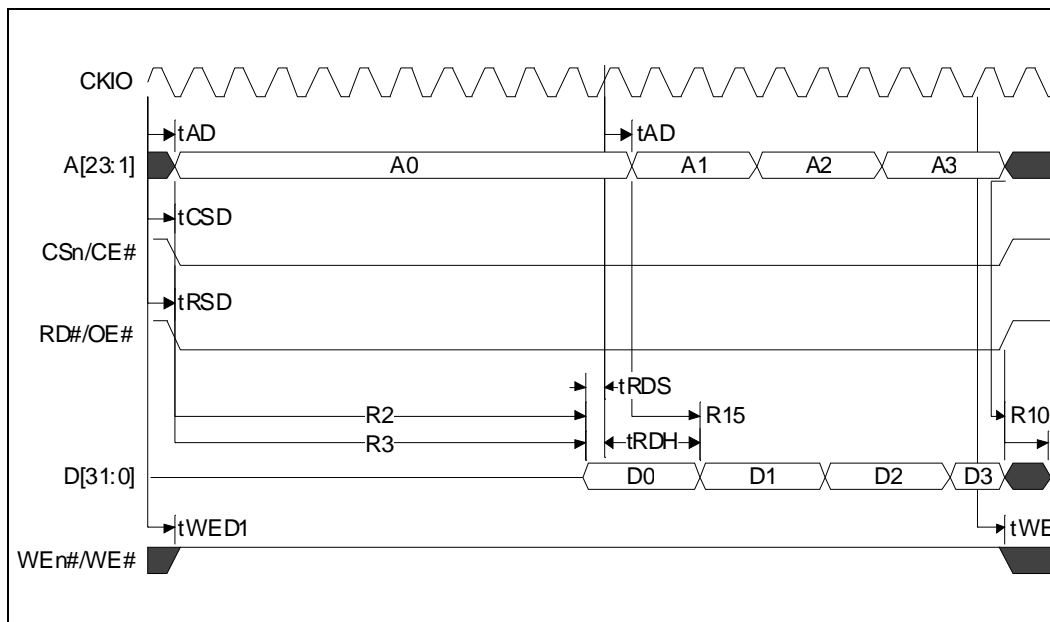 CKIO
tAD tAD
A[23:1] A0 A1 A2 A3
tCSD
CSn/CE#
tRSD
RD#/OE#
tRDS
R2 R15 R10
R3 tRDH
D[31:0] D0 D1 D2 D3
tWED1 tWE
WEn#/WE#